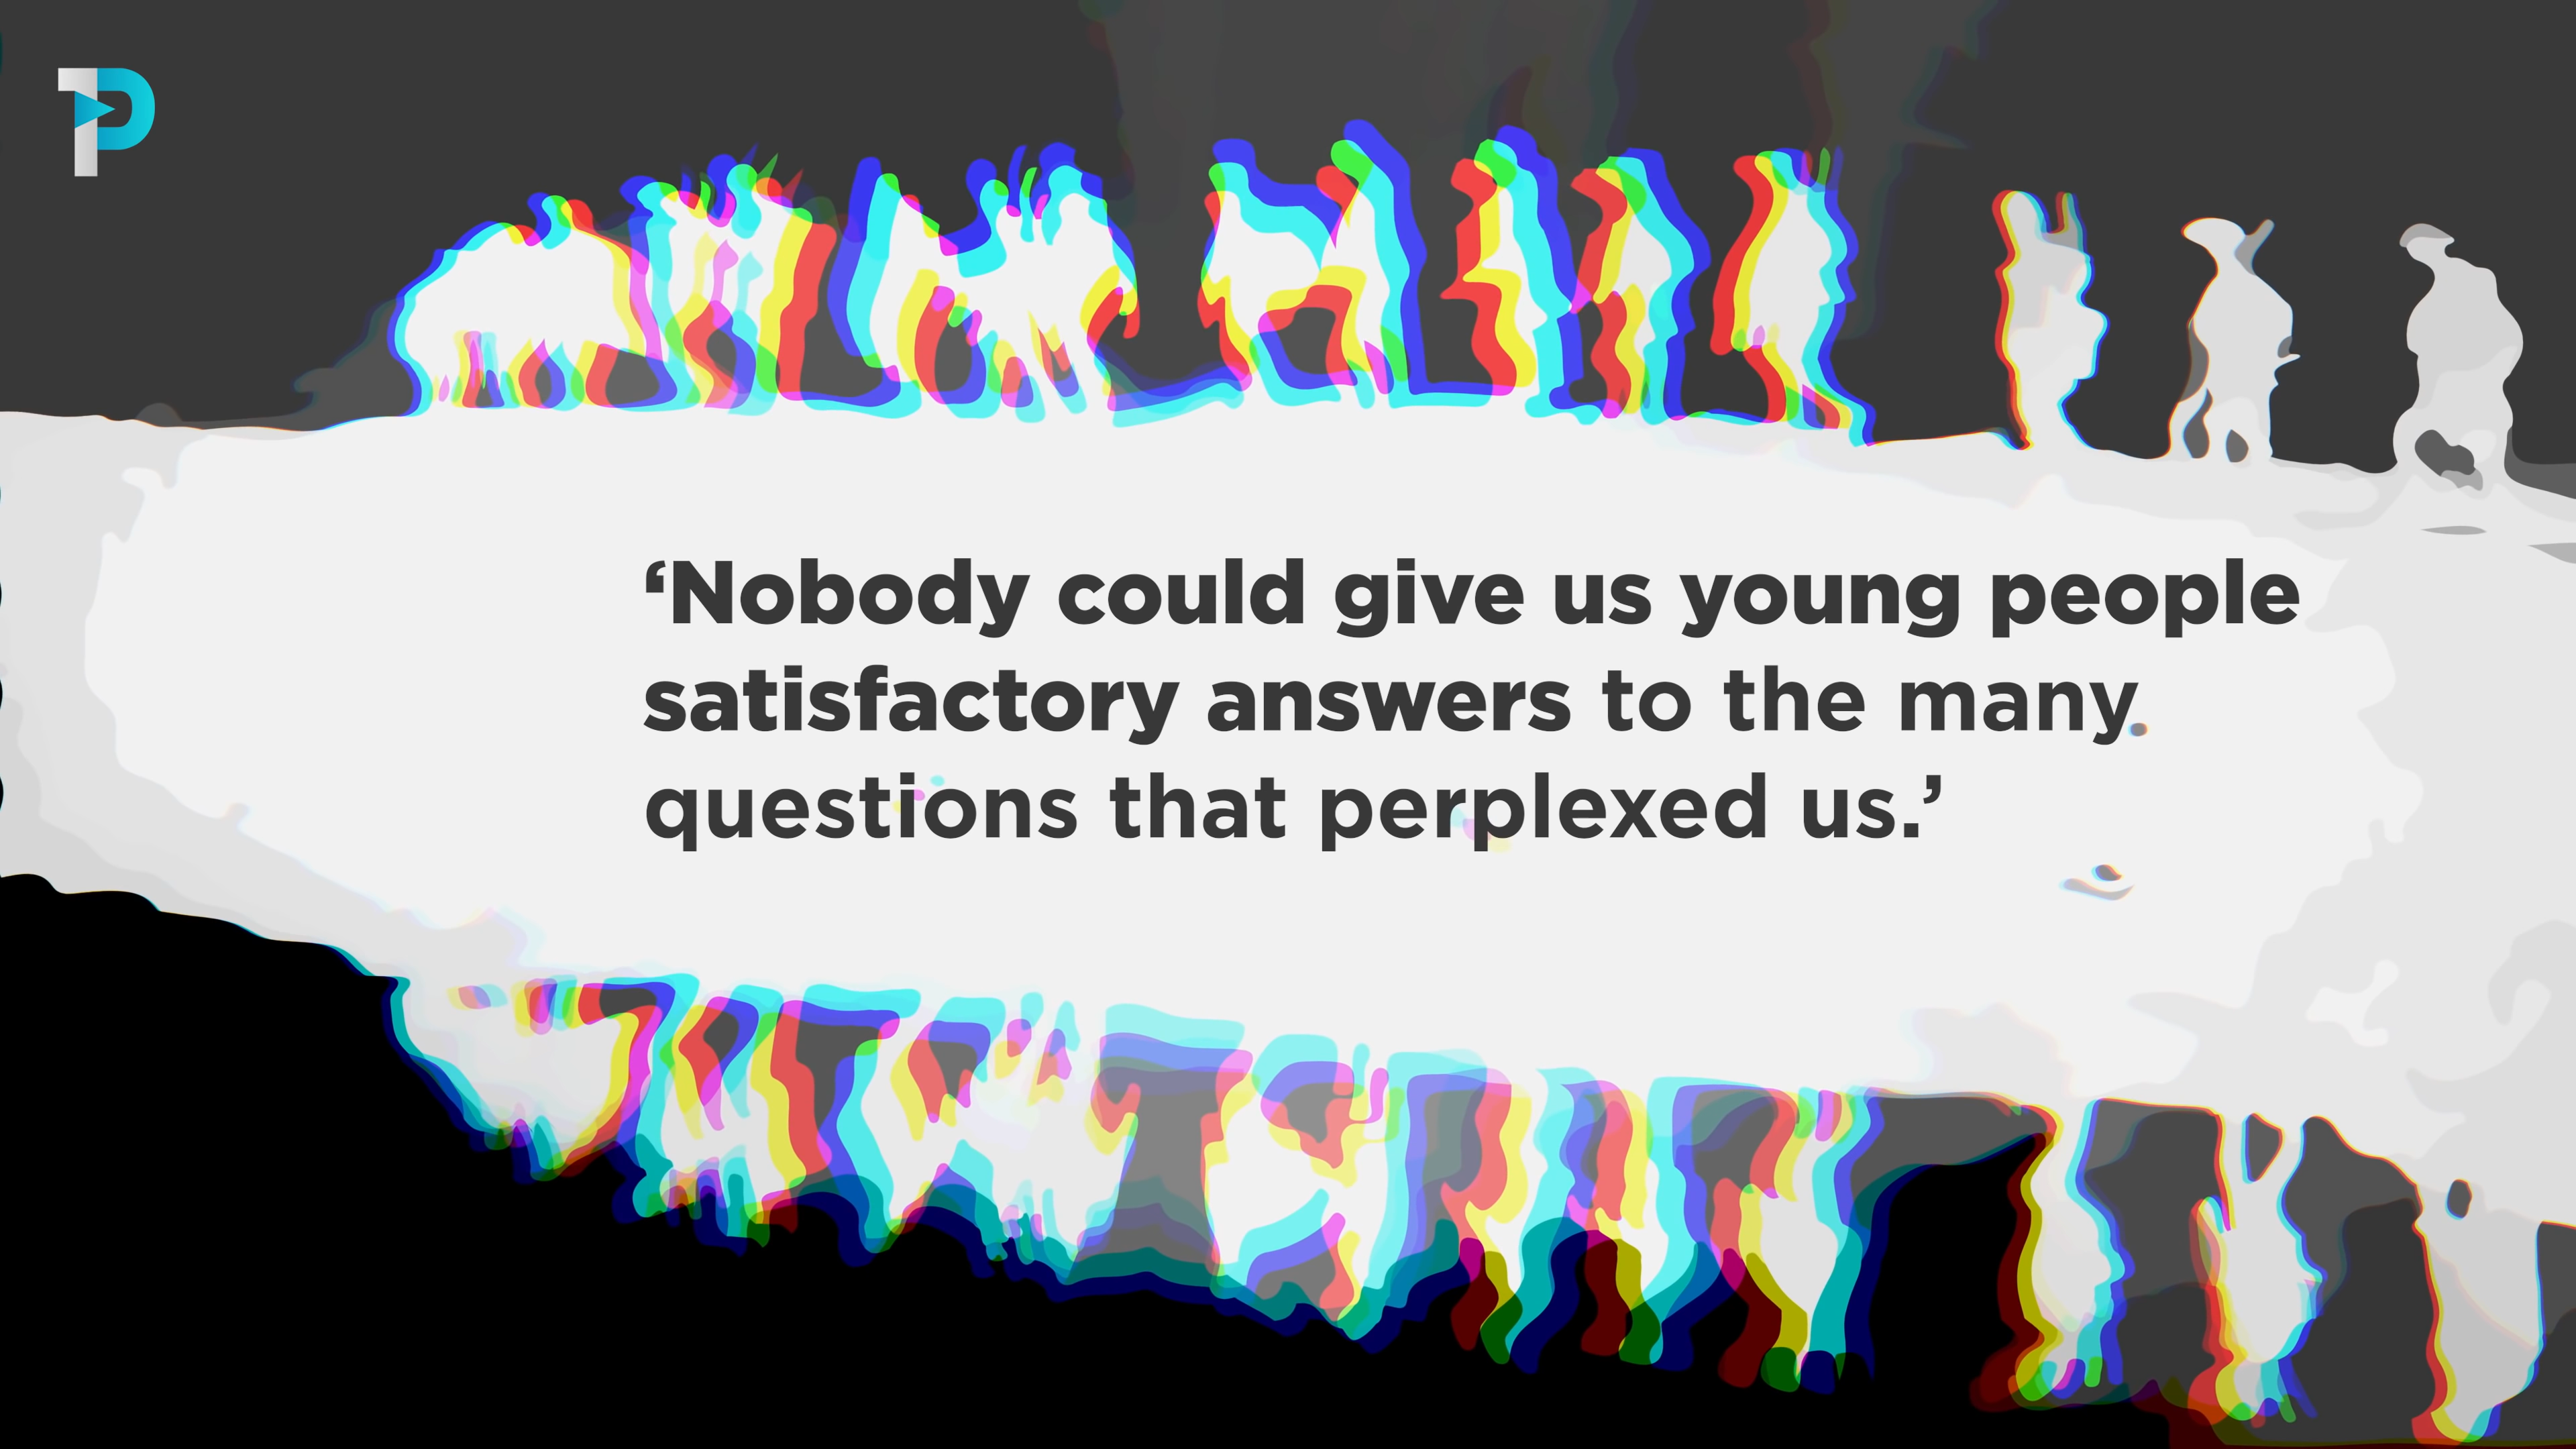 ‘Nobody could give us young people
satisfactory answers to the many
questions that perplexed us.’